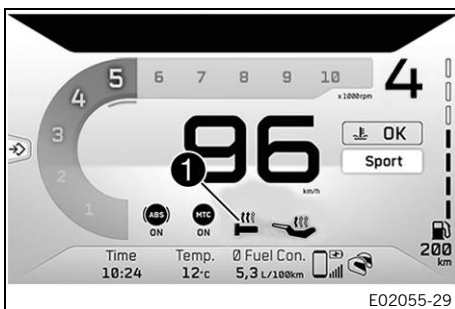 5 6 7 8 9 10
x 1000rpm
4
4
3
2
1
96
km/h
OK
Sport
1
ABS
ON
MTC
ON
Time
10:24
Temp.
12°C
Ø Fuel Con.
5,3 L/100km
200
km
E02055-29